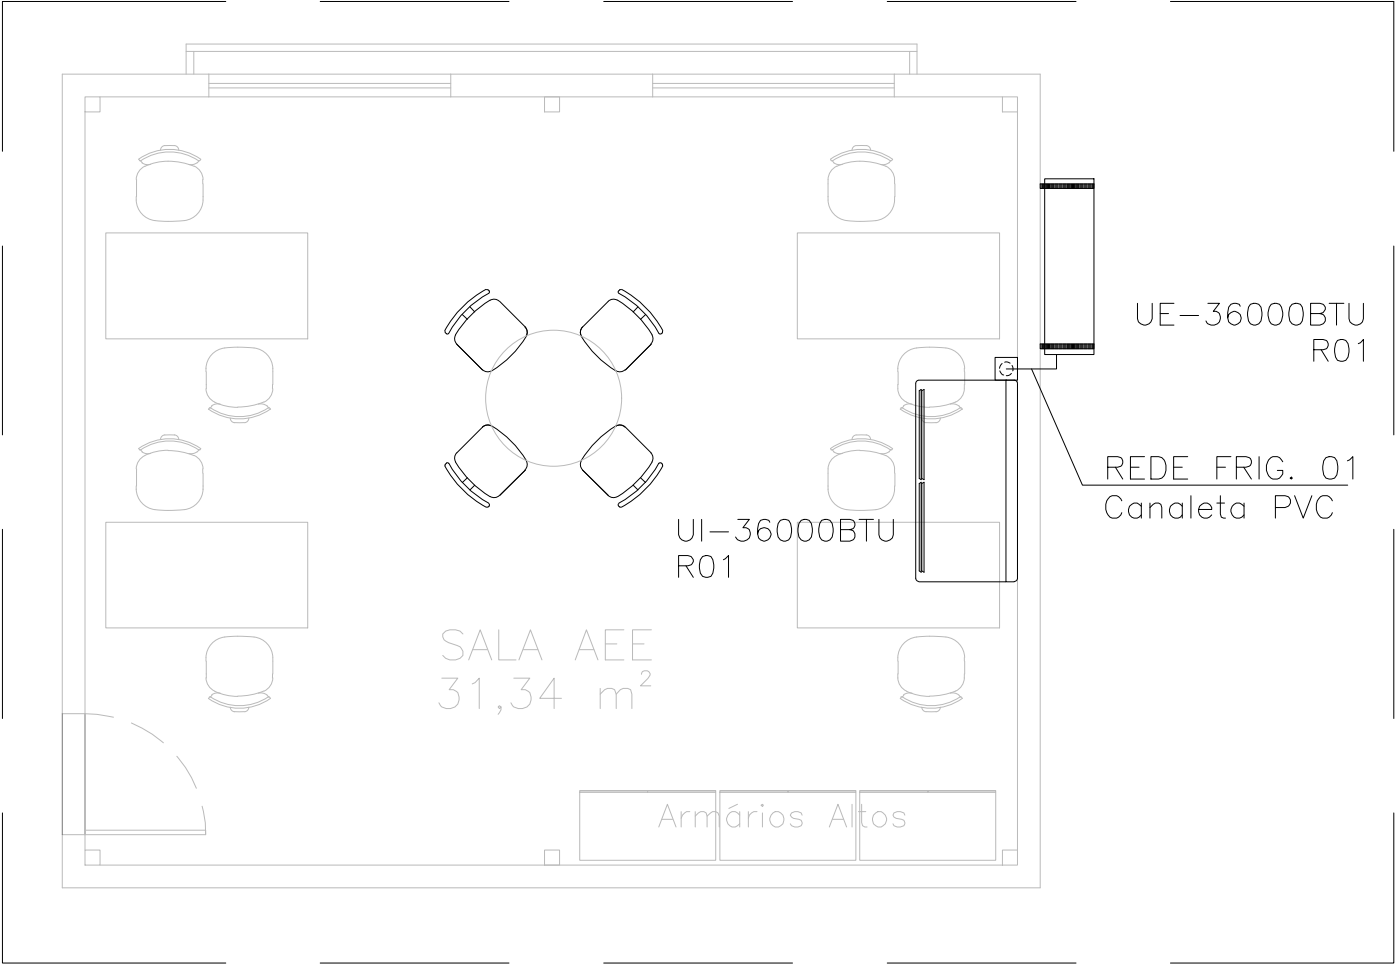 UE-36000BTU
R01
REDE FRIG. 01
Canaleta PVC
UI-36000BTU
R01
SALA AEE
31,34 m²
Armários Altos